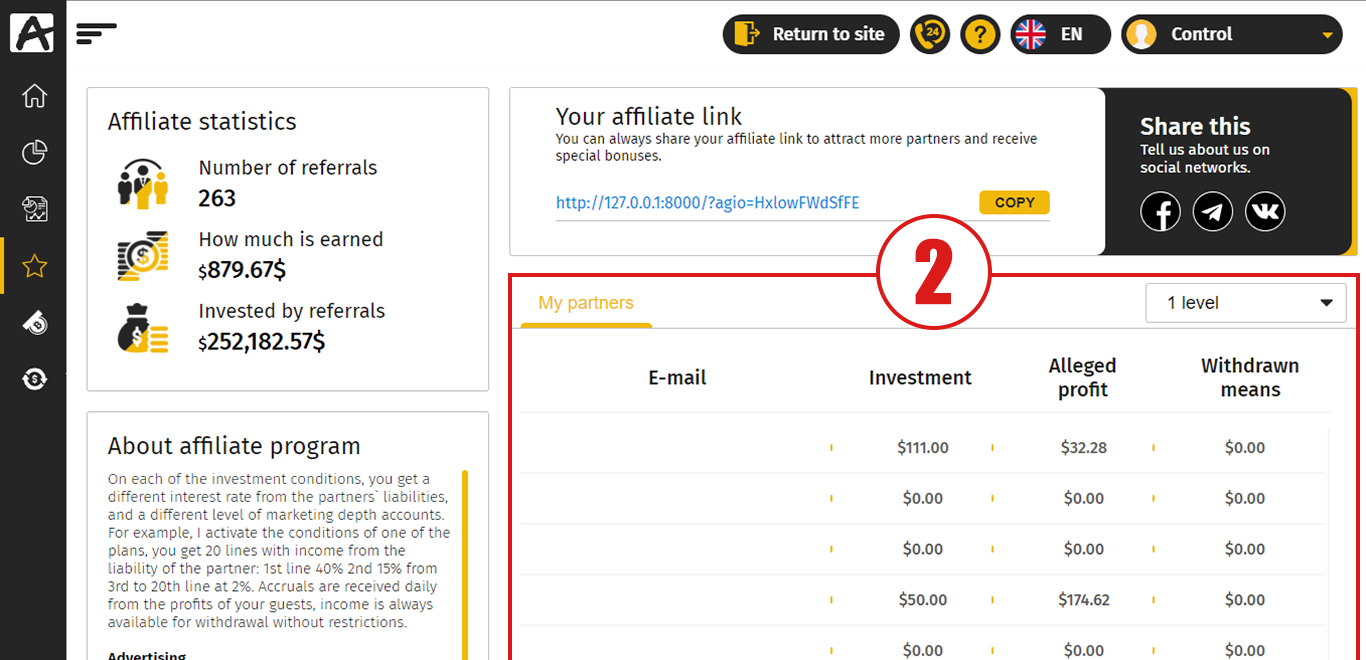 Return to site
24
?
EN
Control
Affiliate statistics
Number of referrals
263
How much is earned
$879.67$
Invested by referrals
$252,182.57$
Your affiliate link
You can always share your affiliate link to attract more partners and receive
special bonuses.
http://127.0.0.1:8000/?agio=HxlowFWdSfFE
COPY
Share this
Tell us about us on
social networks.
2
My partners
1 level
E-mail
Investment
Alleged
profit
Withdrawn
means
$111.00
$32.28
$0.00
$0.00
$0.00
$0.00
$0.00
$0.00
$0.00
$50.00
$174.62
$0.00
$0.00
$0.00
$0.00
About affiliate program
On each of the investment conditions, you get a
different interest rate from the partners` liabilities,
and a different level of marketing depth accounts.
For example, I activate the conditions of one of the
plans, you get 20 lines with income from the
liability of the partner: 1st line 40% 2nd 15% from
3rd to 20th line at 2%. Accruals are received daily
from the profits of your guests, income is always
available for withdrawal without restrictions.
Advertising